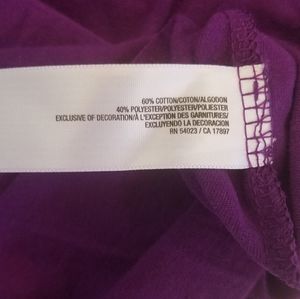 60% COTTON/COTON/ALGODON
40% POLYESTER/POLYESTER/POLIESTER
EXCLUSIVE OF DECORATION/À L'EXCEPTION DES GARNITURES/
EXCLUYENDO LA DECORACION
RN 54023 / CA 17897